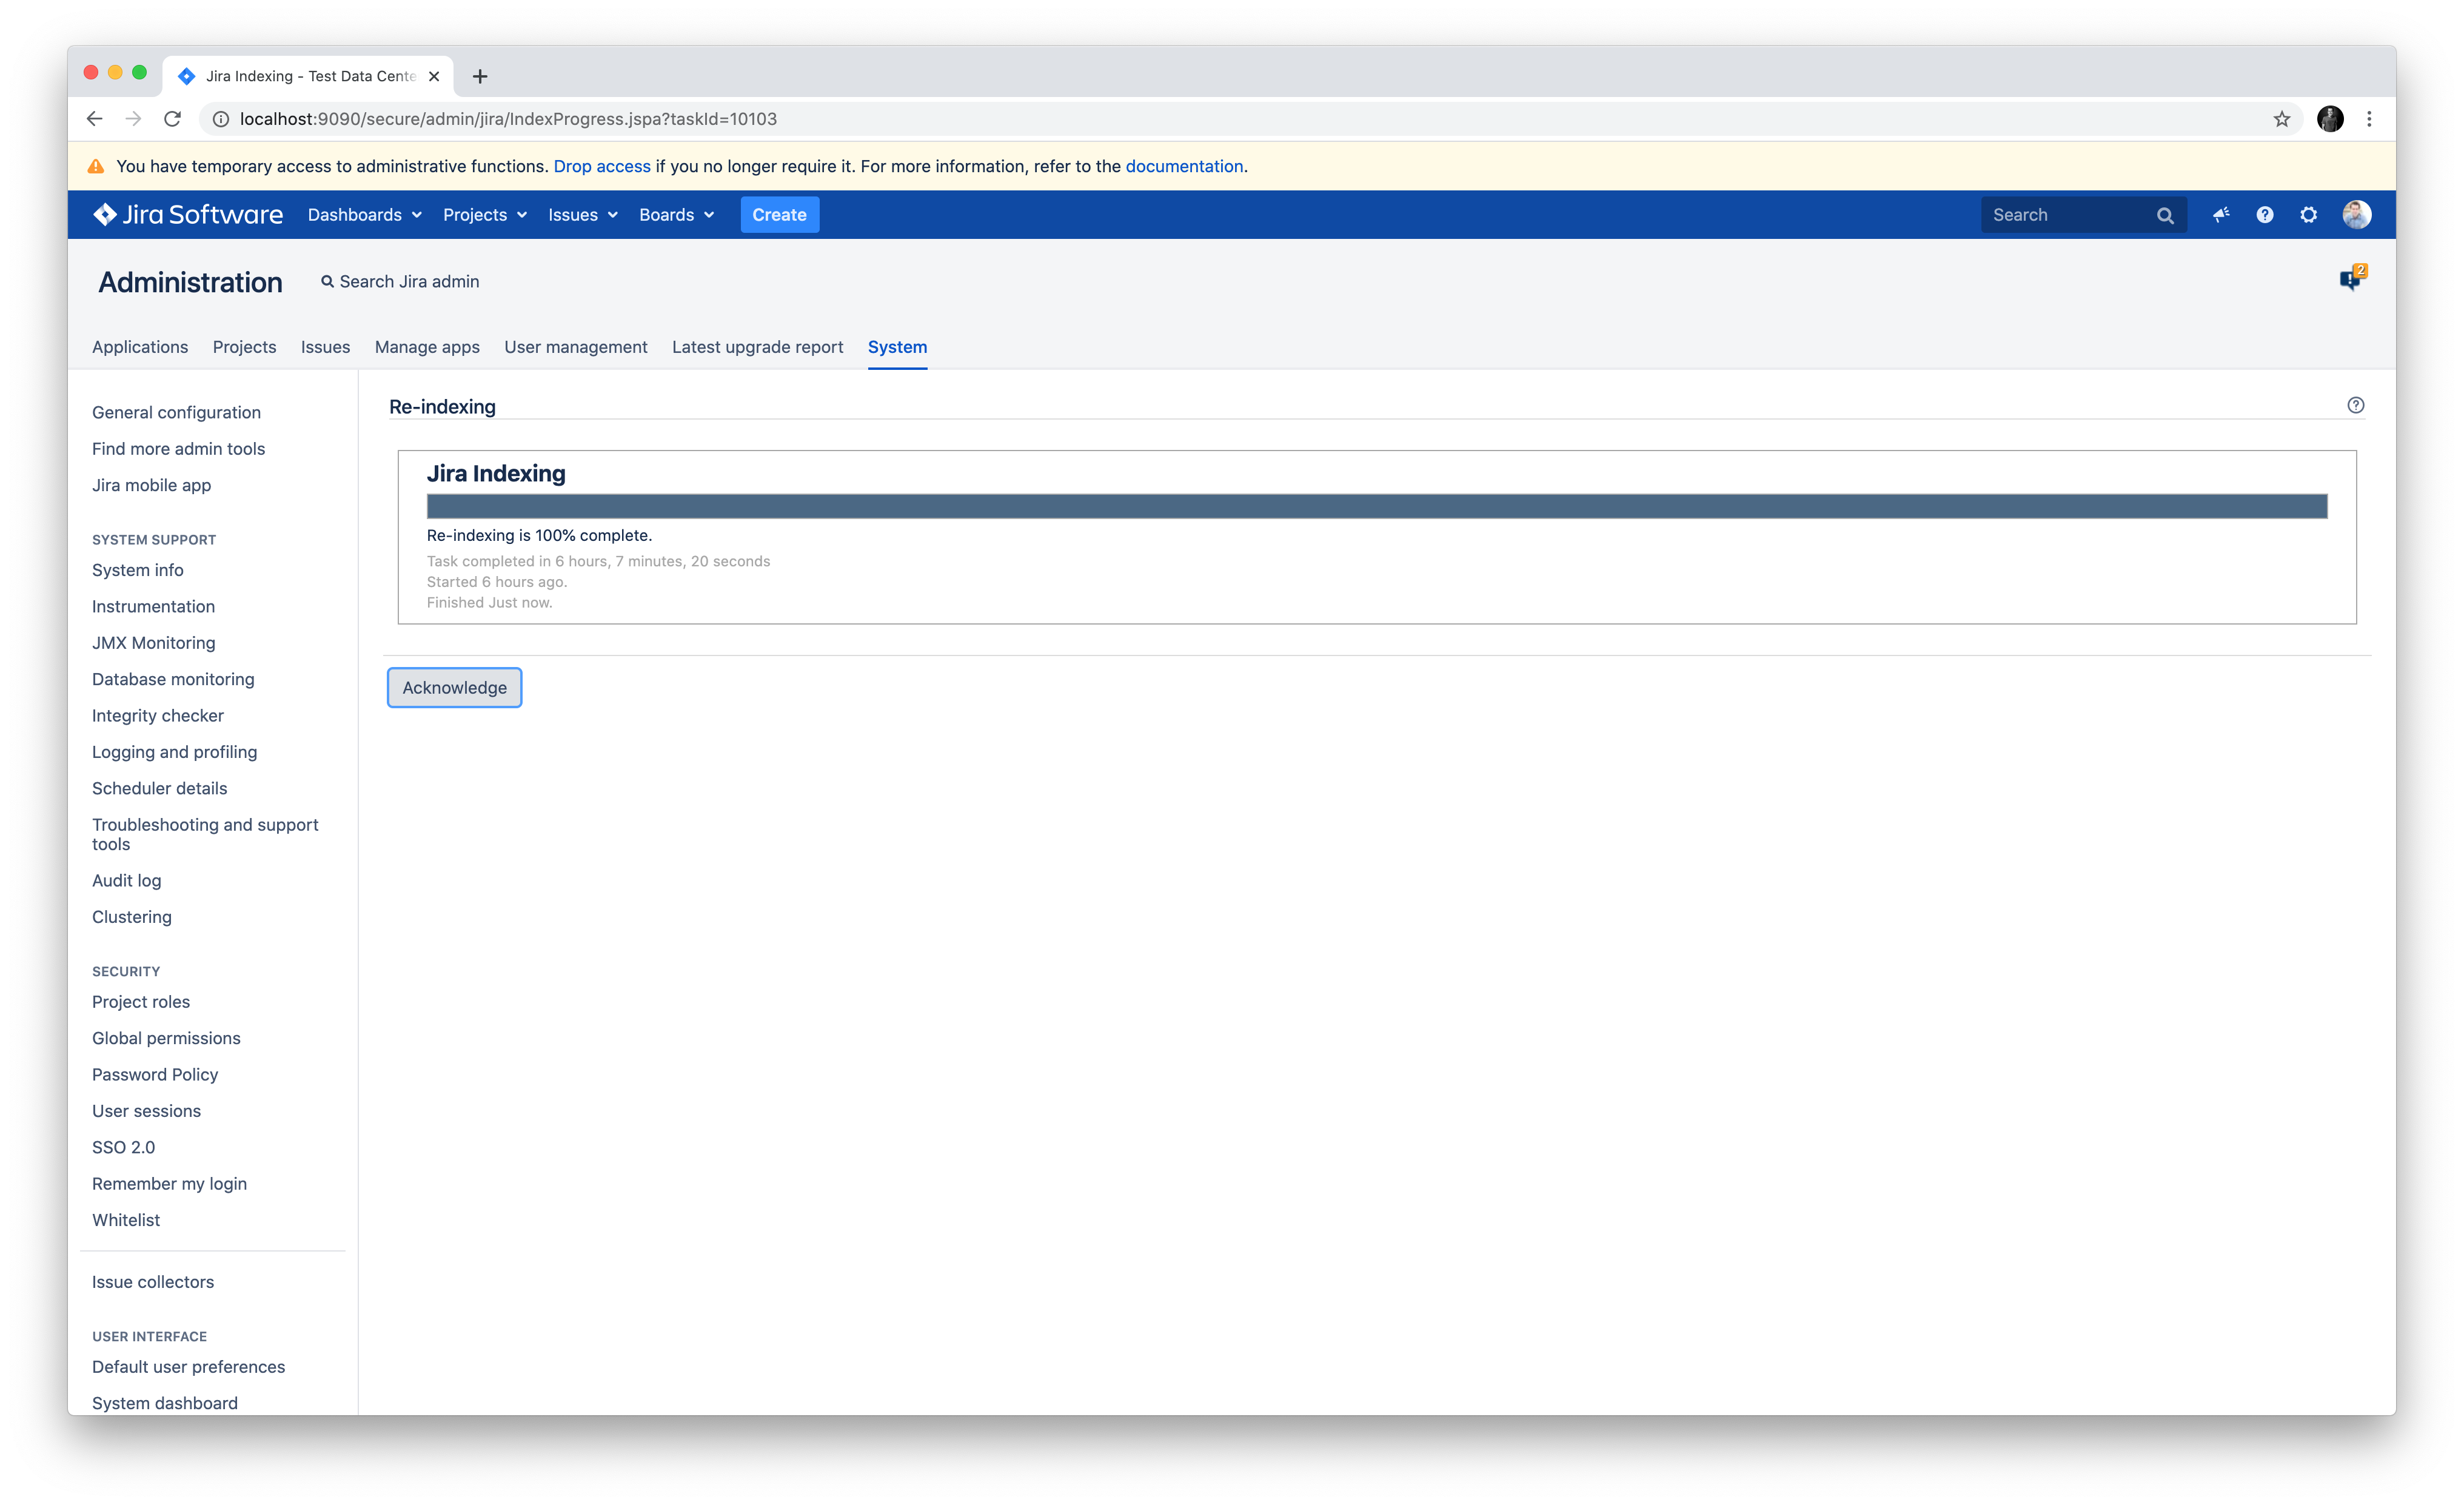 Jira Indexing - Test Data Cente
localhost:9090/secure/admin/jira/IndexProgress.jspa?taskId=10103
You have temporary access to administrative functions. Drop access if you no longer require it. For more information, refer to the documentation.
Jira Software Dashboards Projects Issues Boards Create Search
Administration Search Jira admin 2
Applications Projects Issues Manage apps User management Latest upgrade report System
General configuration
Find more admin tools
Jira mobile app
SYSTEM SUPPORT
System info
Instrumentation
JMX Monitoring
Database monitoring
Integrity checker
Logging and profiling
Scheduler details
Troubleshooting and support
tools
Audit log
Clustering
SECURITY
Project roles
Global permissions
Password Policy
User sessions
SSO 2.0
Remember my login
Whitelist
Issue collectors
USER INTERFACE
Default user preferences
System dashboard
Re-indexing
Jira Indexing
Re-indexing is 100% complete.
Task completed in 6 hours, 7 minutes, 20 seconds
Started 6 hours ago.
Finished Just now.
Acknowledge